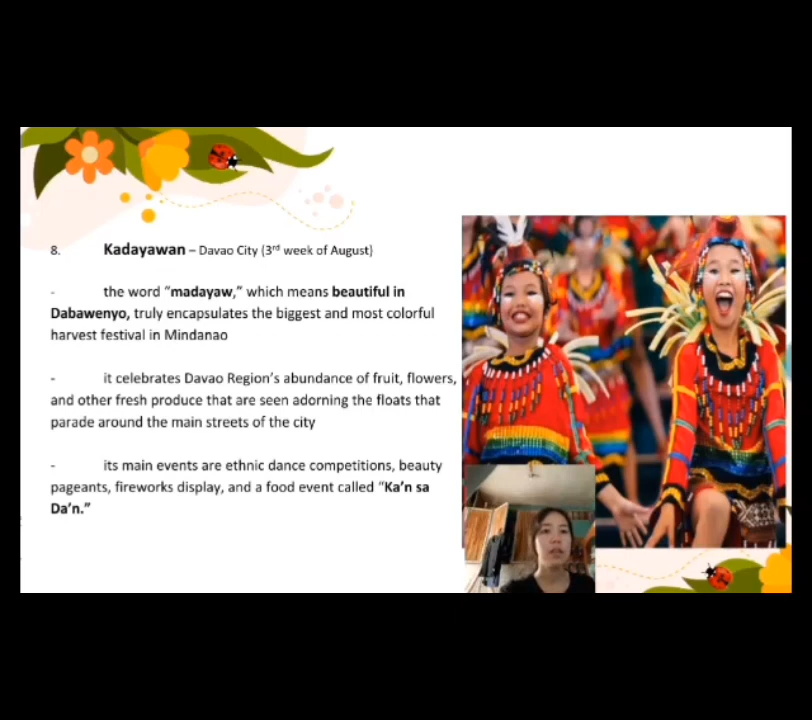 8. Kadayawan – Davao City (3rd week of August)
- the word “madayaw,” which means beautiful in
Dabawenyo, truly encapsulates the biggest and most colorful
harvest festival in Mindanao
- it celebrates Davao Region’s abundance of fruit, flowers,
and other fresh produce that are seen adorning the floats that
parade around the main streets of the city
- its main events are ethnic dance competitions, beauty
pageants, fireworks display, and a food event called “Ka’n sa
Da’n.”